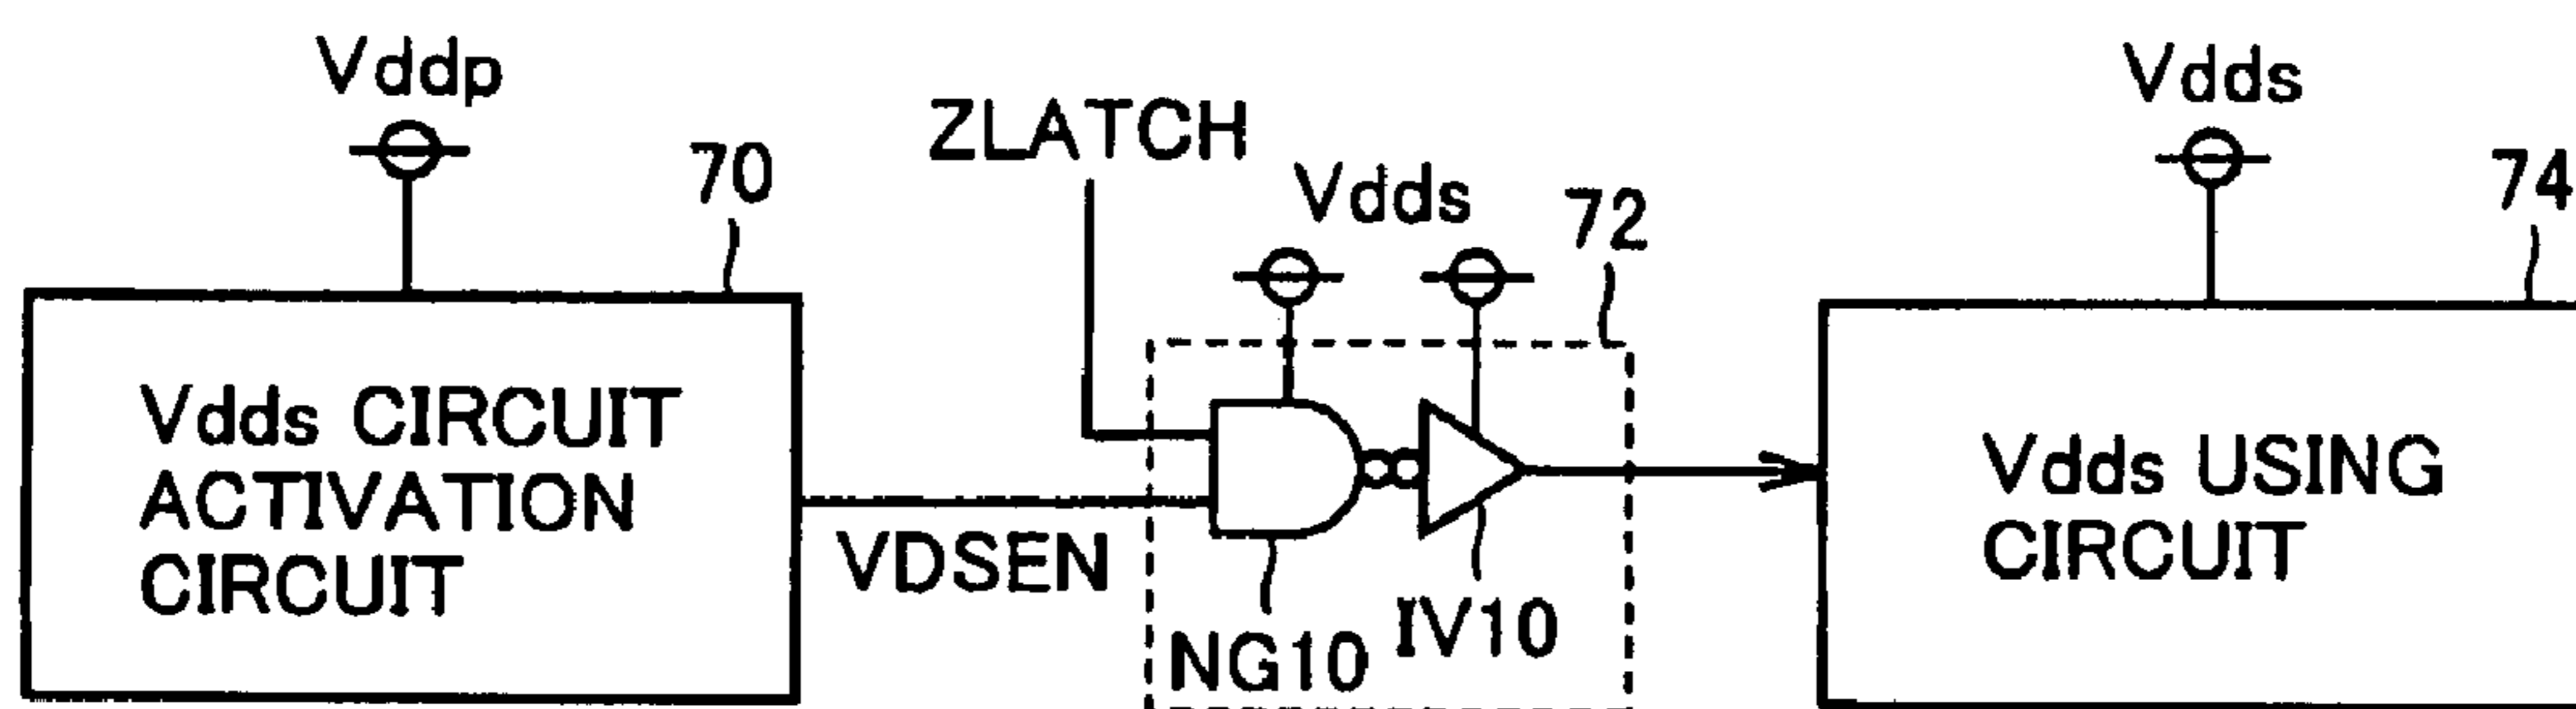 Vddp
70
ZLATCH
Vdds
72
Vdds
74
Vdds CIRCUIT
ACTIVATION
CIRCUIT
VDSEN
NG10
IV10
Vdds USING
CIRCUIT